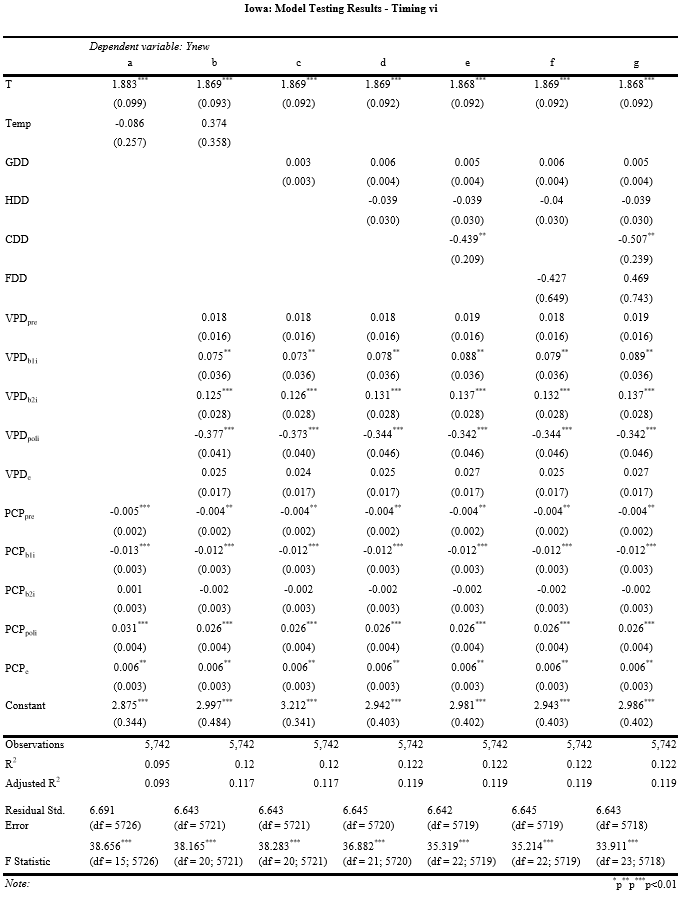 Iowa: Model Testing Results - Timing vi
Dependent variable: Ynew
a b c d e f g
T 1.883*** 1.869*** 1.869*** 1.869*** 1.868*** 1.869*** 1.868***
(0.099) (0.093) (0.092) (0.092) (0.092) (0.092) (0.092)
Temp -0.086 0.374
(0.257) (0.358)
GDD 0.003 0.006 0.005 0.006 0.005
(0.003) (0.004) (0.004) (0.004) (0.004)
HDD -0.039 -0.039 -0.04 -0.039
(0.030) (0.030) (0.030) (0.030)
CDD -0.439** -0.507**
(0.209) (0.239)
FDD -0.427 0.469
(0.649) (0.743)
VPDpre 0.018 0.018 0.018 0.019 0.018 0.019
(0.016) (0.016) (0.016) (0.016) (0.016) (0.016)
VPDb1i 0.075** 0.073** 0.078** 0.088** 0.079** 0.089**
(0.036) (0.036) (0.036) (0.036) (0.036) (0.036)
VPDb2i 0.125*** 0.126*** 0.131*** 0.137*** 0.132*** 0.137***
(0.028) (0.028) (0.028) (0.028) (0.028) (0.028)
VPDpoli -0.377*** -0.373*** -0.344*** -0.342*** -0.344*** -0.342***
(0.041) (0.040) (0.046) (0.046) (0.046) (0.046)
VPDe 0.025 0.024 0.025 0.027 0.025 0.027
(0.017) (0.017) (0.017) (0.017) (0.017) (0.017)
PCPpre -0.005*** -0.004** -0.004** -0.004** -0.004** -0.004** -0.004**
(0.002) (0.002) (0.002) (0.002) (0.002) (0.002) (0.002)
PCPb1i -0.013*** -0.012*** -0.012*** -0.012*** -0.012*** -0.012*** -0.012***
(0.003) (0.003) (0.003) (0.003) (0.003) (0.003) (0.003)
PCPb2i 0.001 -0.002 -0.002 -0.002 -0.002 -0.002 -0.002
(0.003) (0.003) (0.003) (0.003) (0.003) (0.003) (0.003)
PCPpoli 0.031*** 0.026*** 0.026*** 0.026*** 0.026*** 0.026*** 0.026***
(0.004) (0.004) (0.004) (0.004) (0.004) (0.004) (0.004)
PCPe 0.006** 0.006** 0.006** 0.006** 0.006** 0.006** 0.006**
(0.003) (0.003) (0.003) (0.003) (0.003) (0.003) (0.003)
Constant 2.875*** 2.997*** 3.212*** 2.942*** 2.981*** 2.943*** 2.986***
(0.344) (0.484) (0.341) (0.403) (0.402) (0.403) (0.402)
Observations 5,742 5,742 5,742 5,742 5,742 5,742 5,742
R2 0.095 0.12 0.12 0.122 0.122 0.122 0.122
Adjusted R2 0.093 0.117 0.117 0.119 0.119 0.119 0.119
Residual Std. 6.691 6.643 6.643 6.645 6.642 6.645 6.643
Error (df = 5726) (df = 5721) (df = 5721) (df = 5720) (df = 5719) (df = 5719) (df = 5718)
38.656*** 38.165*** 38.283*** 36.882*** 35.319*** 35.214*** 33.911***
F Statistic (df = 15; 5726) (df = 20; 5721) (df = 20; 5721) (df = 21; 5720) (df = 22; 5719) (df = 22; 5719) (df = 23; 5718)
Note: *p**p***p<0.01